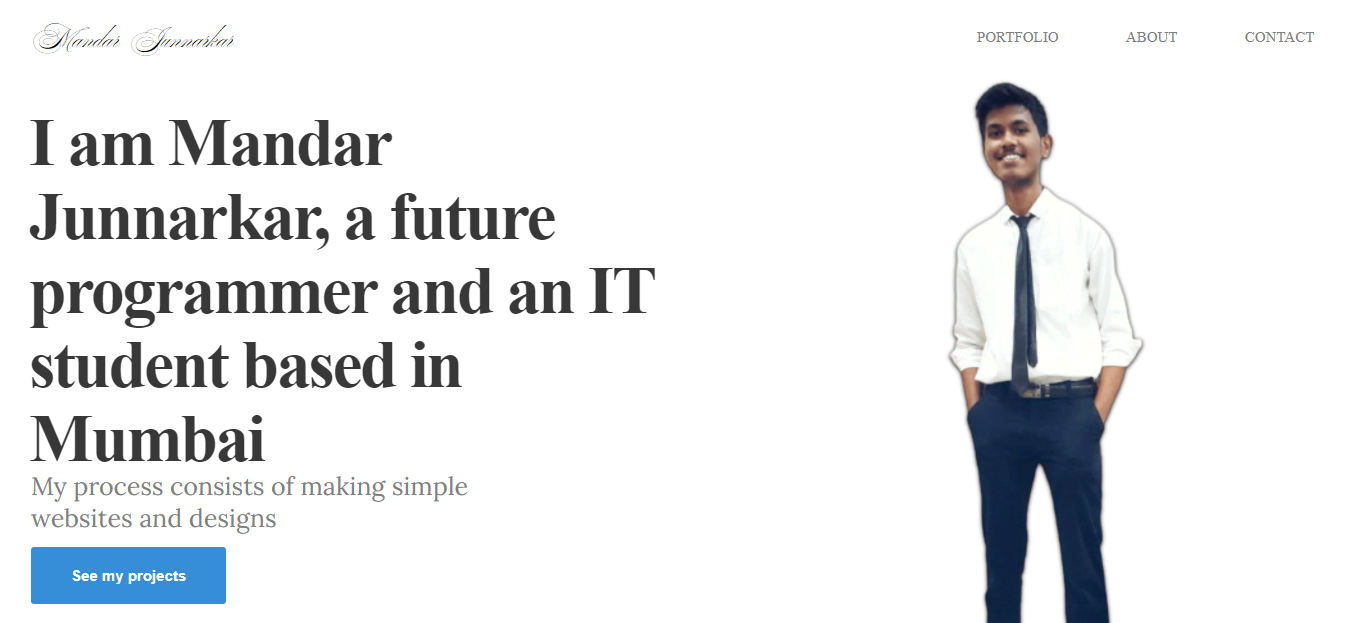 Mandar Junnarkar
PORTFOLIO ABOUT CONTACT
I am Mandar
Junnarkar, a future
programmer and an IT
student based in
Mumbai
My process consists of making simple
websites and designs
See my projects